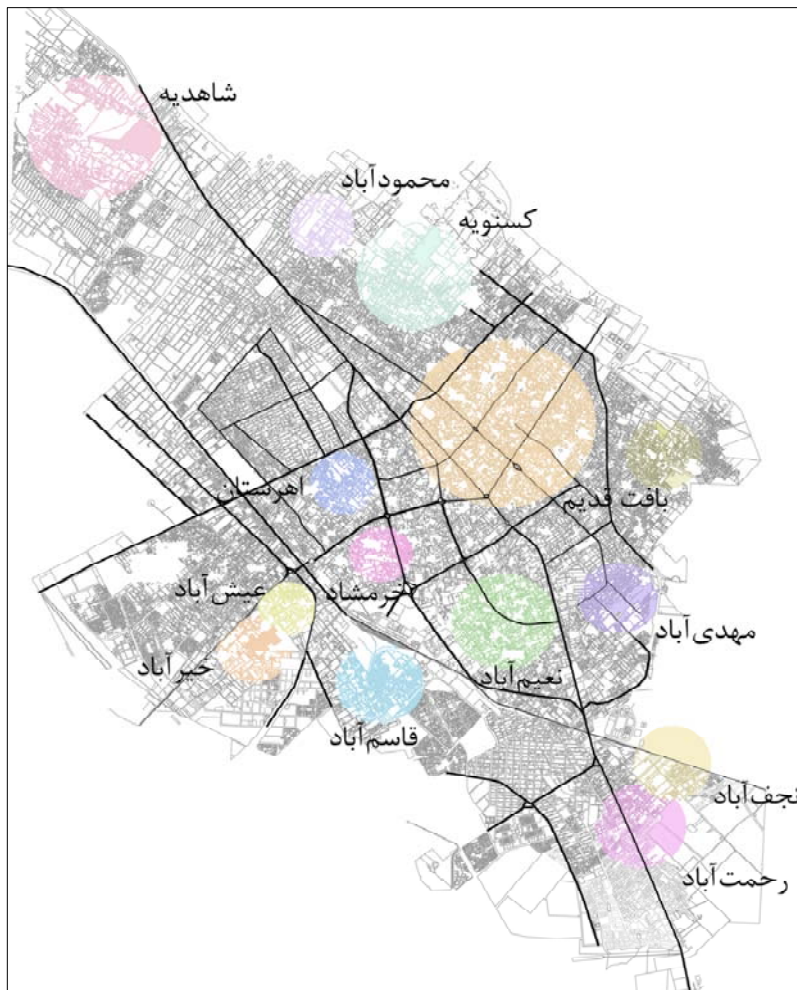 شاهدیه
محمودآباد
کسنویه
اهرستان
بافت قدیم
خرمشاد
عیش‌آباد
مهدی‌آباد
خیرآباد
نعیم‌آباد
قاسم‌آباد
نجف‌آباد
رحمت‌آباد